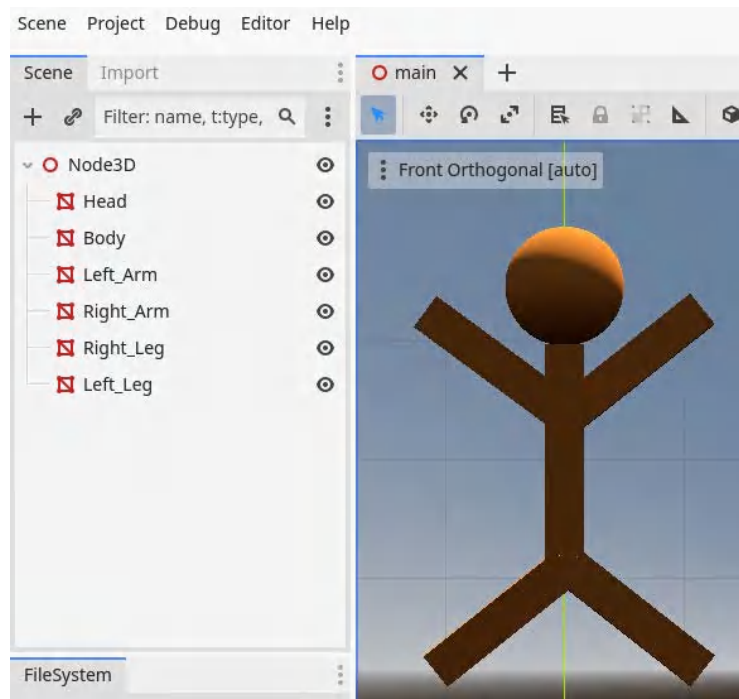 Scene Project Debug Editor Help
Scene Import
main
Filter: name, t:type,
Front Orthogonal [auto]
Node3D
Head
Body
Left_Arm
Right_Arm
Right_Leg
Left_Leg
FileSystem